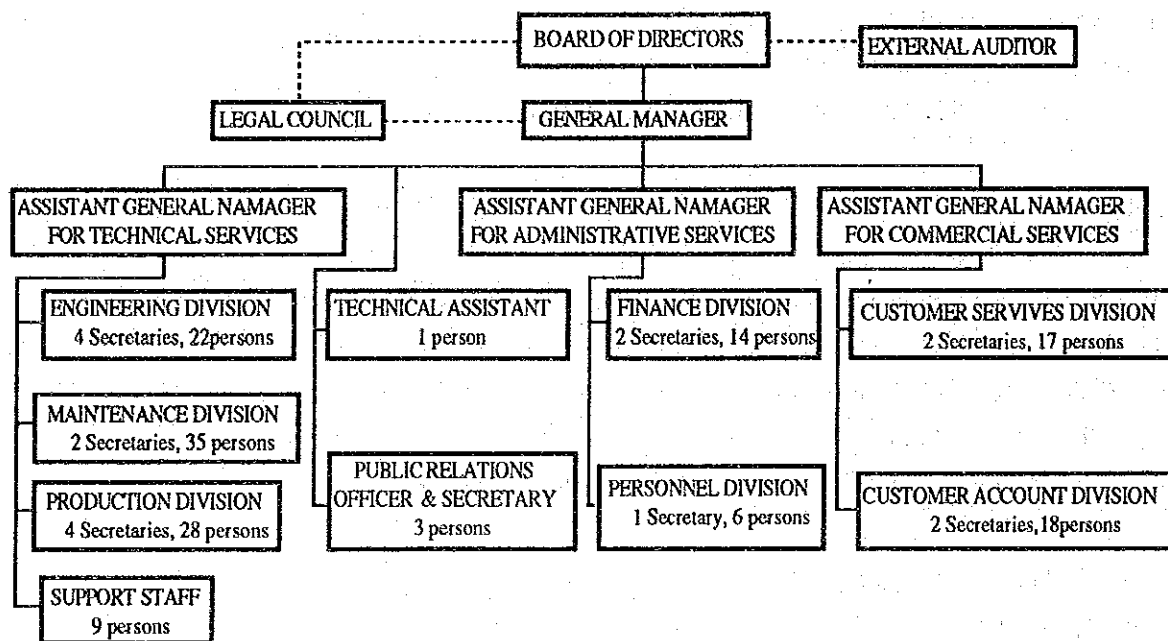 BOARD OF DIRECTORS
EXTERNAL AUDITOR
LEGAL COUNCIL
GENERAL MANAGER
ASSISTANT GENERAL NAMAGER
FOR TECHNICAL SERVICES
ASSISTANT GENERAL NAMAGER
FOR ADMINISTRATIVE SERVICES
ASSISTANT GENERAL NAMAGER
FOR COMMERCIAL SERVICES
ENGINEERING DIVISION
4 Secretaries, 22persons
TECHNICAL ASSISTANT
1 person
FINANCE DIVISION
2 Secretaries, 14 persons
CUSTOMER SERVIVES DIVISION
2 Secretaries, 17 persons
MAINTENANCE DIVISION
2 Secretaries, 35 persons
PRODUCTION DIVISION
4 Secretaries, 28 persons
PUBLIC RELATIONS
OFFICER & SECRETARY
3 persons
PERSONNEL DIVISION
1 Secretary, 6 persons
CUSTOMER ACCOUNT DIVISION
2 Secretaries,18persons
SUPPORT STAFF
9 persons